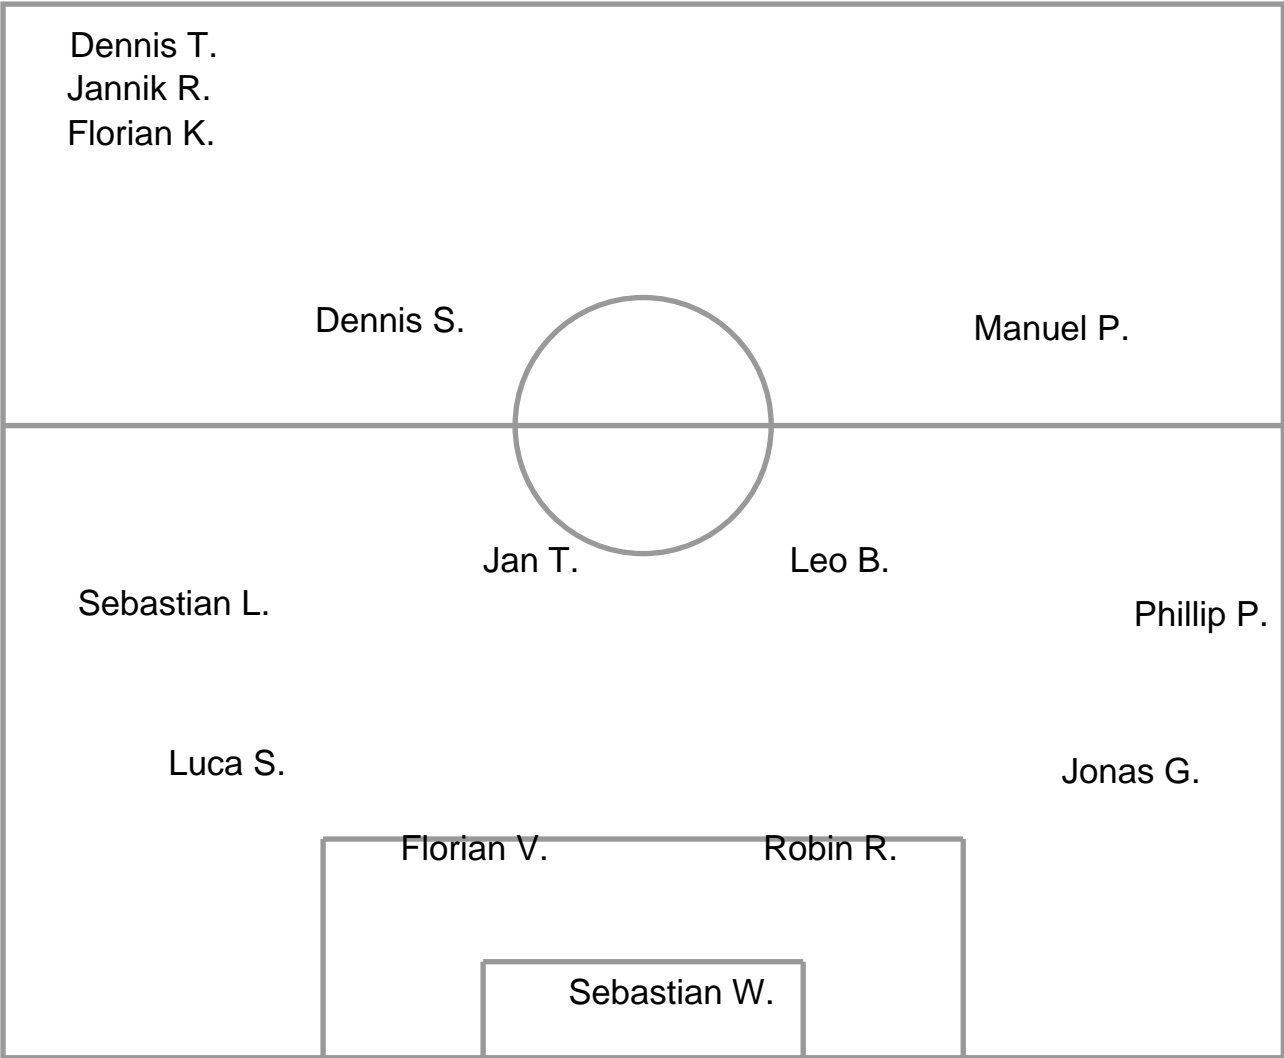 Dennis T.
Jannik R.
Florian K.
Dennis S.
Manuel P.
Jan T.
Leo B.
Sebastian L.
Phillip P.
Luca S.
Jonas G.
Florian V.
Robin R.
Sebastian W.